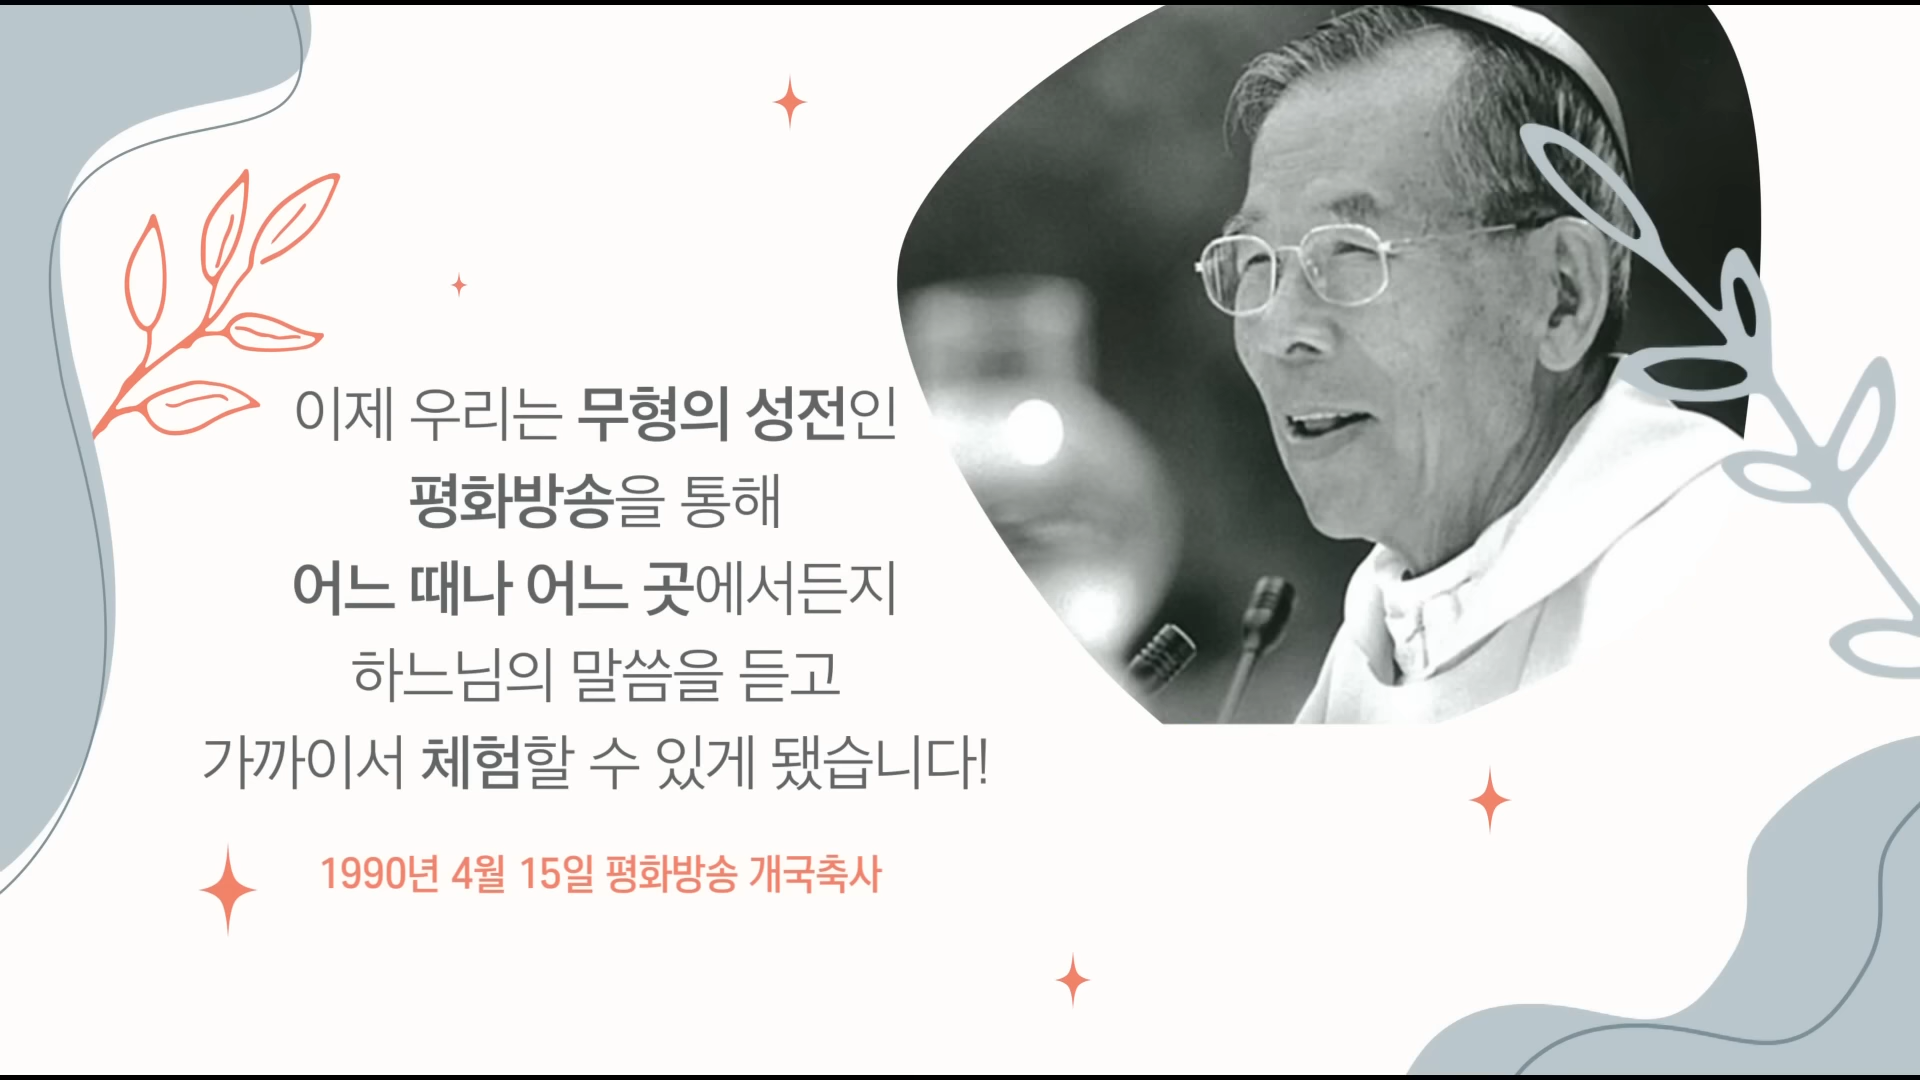 이제 우리는 무형의 성전인
평화방송을 통해
어느 때나 어느 곳에서든지
하느님의 말씀을 듣고
가까이서 체험할 수 있게 됐습니다!
1990년 4월 15일 평화방송 개국축사